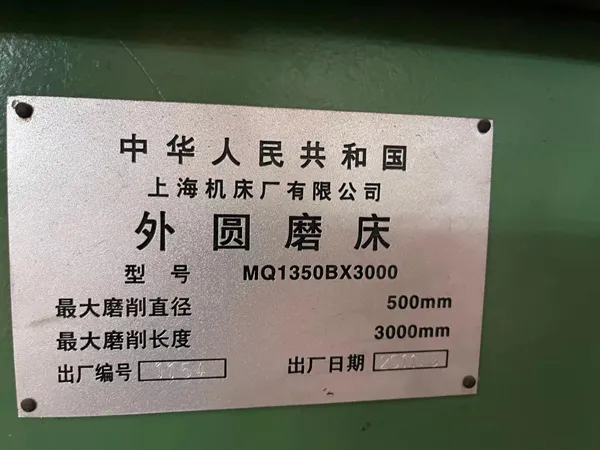 中华人民共和国
上海机床厂有限公司
外圆磨床
型号 MQ1350BX3000
最大磨削直径 500mm
最大磨削长度 3000mm
出厂编号
出厂日期